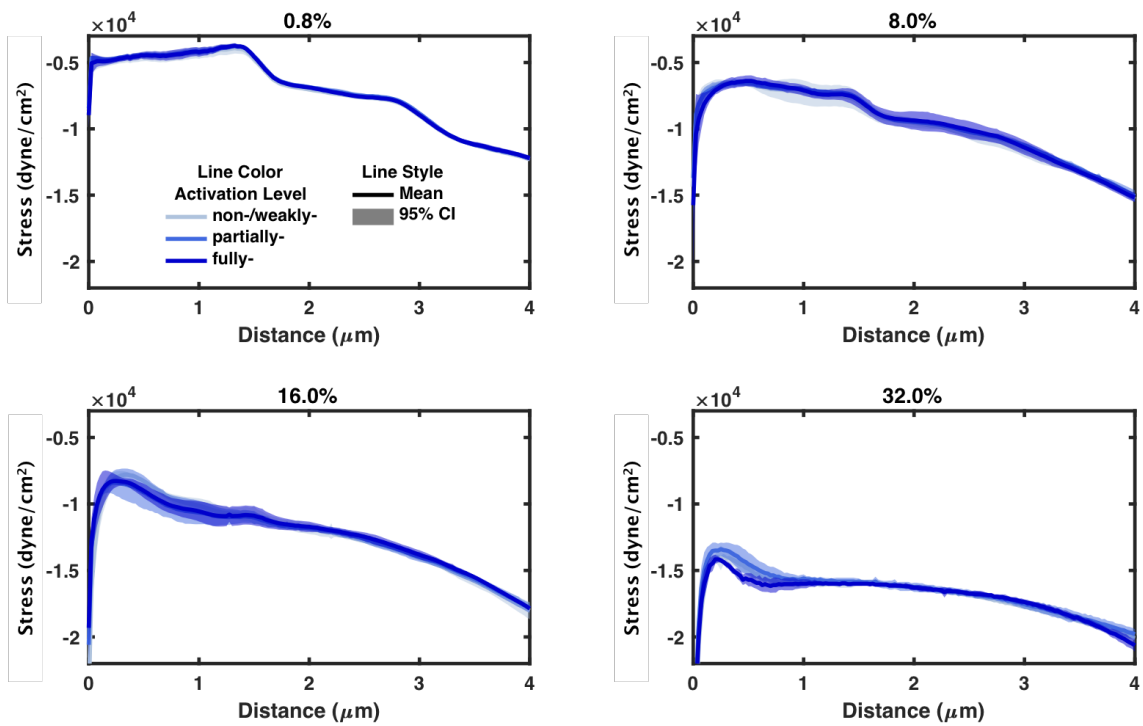 ×10⁴
0.8%
-0.5
-1
-1.5
-2
Stress (dyne/cm²)
Line Color
Activation Level
non-/weakly-
partially-
fully-
Line Style
Mean
95% CI
0 1 2 3 4
Distance (μm)
×10⁴
8.0%
-0.5
-1
-1.5
-2
Stress (dyne/cm²)
0 1 2 3 4
Distance (μm)
×10⁴
16.0%
-0.5
-1
-1.5
-2
Stress (dyne/cm²)
0 1 2 3 4
Distance (μm)
×10⁴
32.0%
-0.5
-1
-1.5
-2
Stress (dyne/cm²)
0 1 2 3 4
Distance (μm)